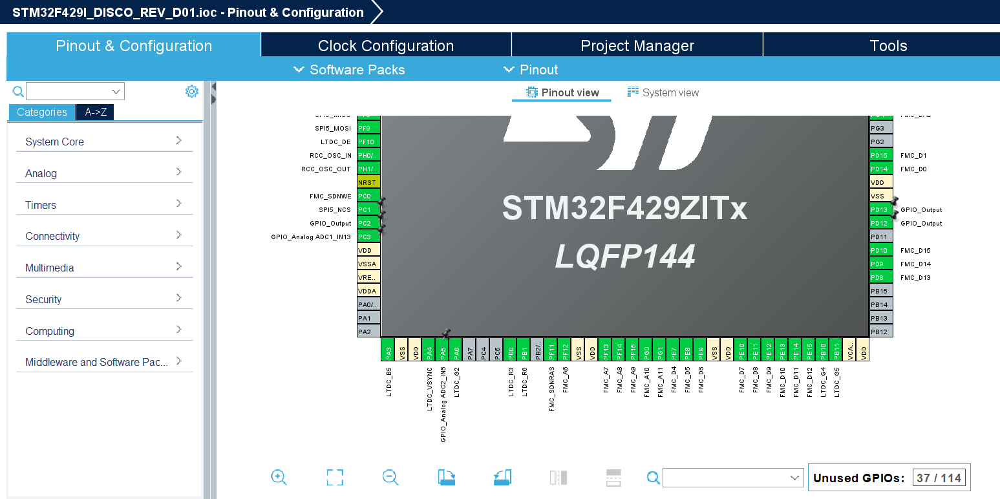 STM32F429I_DISCO_REV_D01.ioc - Pinout & Configuration
Pinout & Configuration
Clock Configuration
Project Manager
Tools
Software Packs
Pinout
Pinout view
System view
Categories
A->Z
System Core
Analog
Timers
Connectivity
Multimedia
Security
Computing
Middleware and Software Pac...
SPI5_MOSI PF9
LTDC_DE PF10
RCC_OSC_IN PH0/..
RCC_OSC_OUT PH1/..
NRST
FMC_SDNWE PC0
SPI5_NCS PC1
GPIO_Output PC2
GPIO_Analog ADC1_IN13 PC3
VDD
VSSA
VRE..
VDDA
PA0/..
PA1
PA2
STM32F429ZITx
LQFP144
PG3
PG2
PD15 FMC_D1
PD14 FMC_D0
VDD
VSS
PD13 GPIO_Output
PD12 GPIO_Output
PD11
PD10 FMC_D15
PD9 FMC_D14
PD8 FMC_D13
PB15
PB14
PB13
PB12
PA3 LTDC_B5
VSS
VDD
PA4 LTDC_VSYNC
PA5 GPIO_Analog ADC2_IN5
PA6 LTDC_G2
PA7
PC4
PC5
PB0 LTDC_R3
PB1 LTDC_R6
PB2/..
PF11 FMC_SDNRAS
PF12 FMC_A6
VSS
VDD
PF13 FMC_A7
PF14 FMC_A8
PF15 FMC_A9
PG0 FMC_A10
PG1 FMC_A11
PE7 FMC_D4
PE8 FMC_D5
PE9 FMC_D6
VSS
VDD
PE10 FMC_D7
PE11 FMC_D8
PE12 FMC_D9
PE13 FMC_D10
PE14 FMC_D11
PE15 FMC_D12
PB10 LTDC_G4
PB11 LTDC_G5
VCA..
VDD
Unused GPIOs: 37 / 114